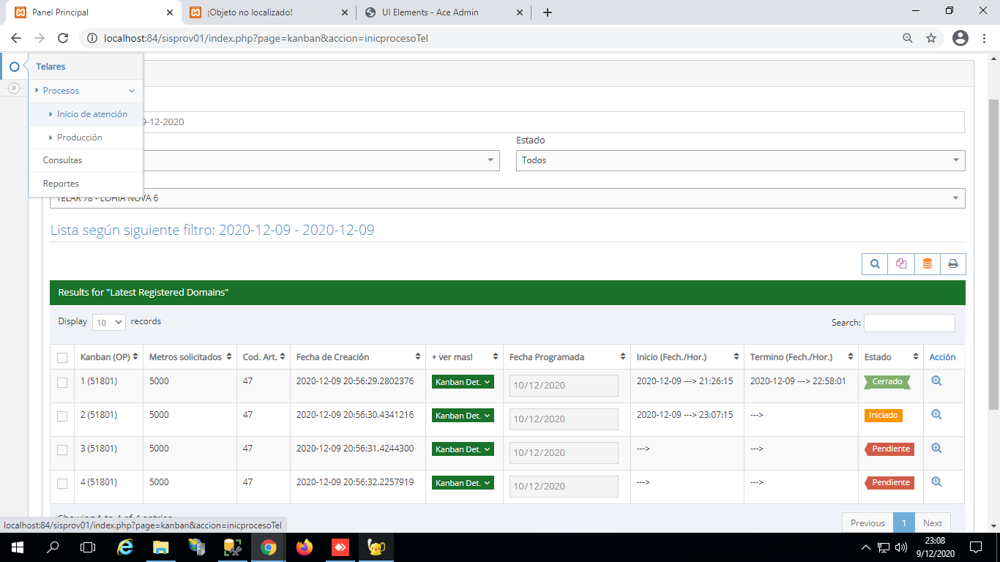 Panel Principal
¡Objeto no localizado!
UI Elements - Ace Admin
localhost:84/sisprov01/index.php?page=kanban&accion=inicprocesoTel
Telares
Procesos
Inicio de atención
Producción
Consultas
Reportes
9-12-2020
Estado
Todos
TELAR 78 - LOHIA NOVA 6
Lista según siguiente filtro: 2020-12-09 - 2020-12-09
Results for "Latest Registered Domains"
Display 10 records Search:
Kanban (OP) Metros solicitados Cod. Art. Fecha de Creación + ver mas! Fecha Programada Inicio (Fech./Hor.) Termino (Fech./Hor.) Estado Acción
1 (51801) 5000 47 2020-12-09 20:56:29.2802376 Kanban Det. 10/12/2020 2020-12-09 ---> 21:26:15 2020-12-09 ---> 22:58:01 Cerrado
2 (51801) 5000 47 2020-12-09 20:56:30.4341216 Kanban Det. 10/12/2020 2020-12-09 ---> 23:07:15 ---> Iniciado
3 (51801) 5000 47 2020-12-09 20:56:31.4244300 Kanban Det. 10/12/2020 ---> ---> Pendiente
4 (51801) 5000 47 2020-12-09 20:56:32.2257919 Kanban Det. 10/12/2020 ---> ---> Pendiente
Showing 1 to 4 of 4 entries
Previous 1 Next
localhost:84/sisprov01/index.php?page=kanban&accion=inicprocesoTel
23:08
9/12/2020